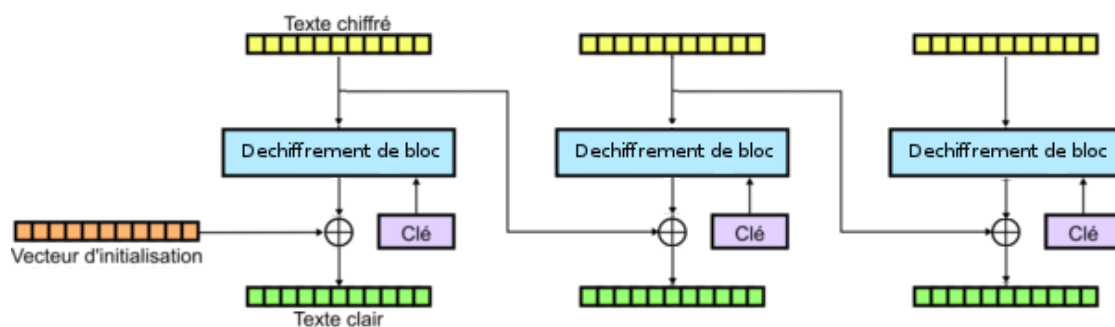 Texte chiffré
Dechiffrement de bloc
Dechiffrement de bloc
Dechiffrement de bloc
Clé
Clé
Clé
Vecteur d'initialisation
Texte clair